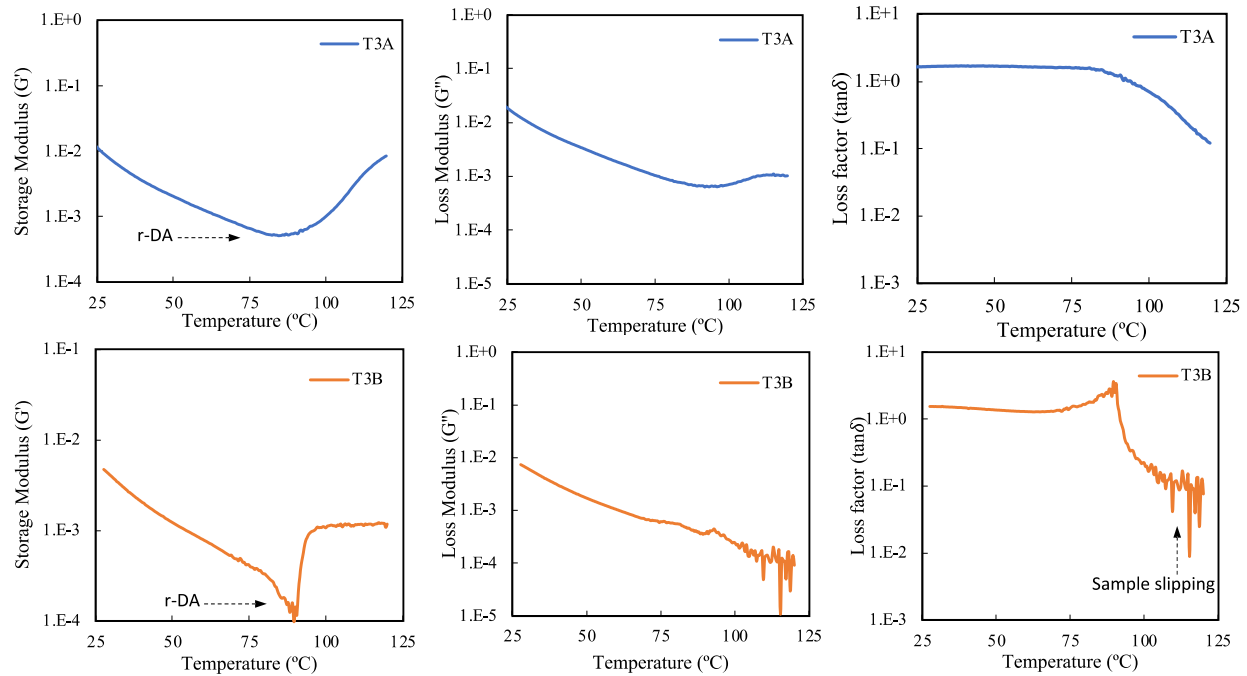 Storage Modulus (G')
1.E+0
1.E-1
1.E-2
1.E-3
1.E-4
T3A
r-DA
25
50
75
100
125
Temperature (ºC)
Loss Modulus (G'')
1.E+0
1.E-1
1.E-2
1.E-3
1.E-4
1.E-5
T3A
25
50
75
100
125
Temperature (ºC)
Loss factor (tanδ)
1.E+1
1.E+0
1.E-1
1.E-2
1.E-3
T3A
25
50
75
100
125
Temperature (ºC)
Storage Modulus (G')
1.E-1
1.E-2
1.E-3
1.E-4
T3B
r-DA
25
50
75
100
125
Temperature (ºC)
Loss Modulus (G'')
1.E+0
1.E-1
1.E-2
1.E-3
1.E-4
1.E-5
T3B
25
50
75
100
125
Temperature (ºC)
Loss factor (tanδ)
1.E+1
1.E+0
1.E-1
1.E-2
1.E-3
T3B
Sample slipping
25
50
75
100
125
Temperature (ºC)